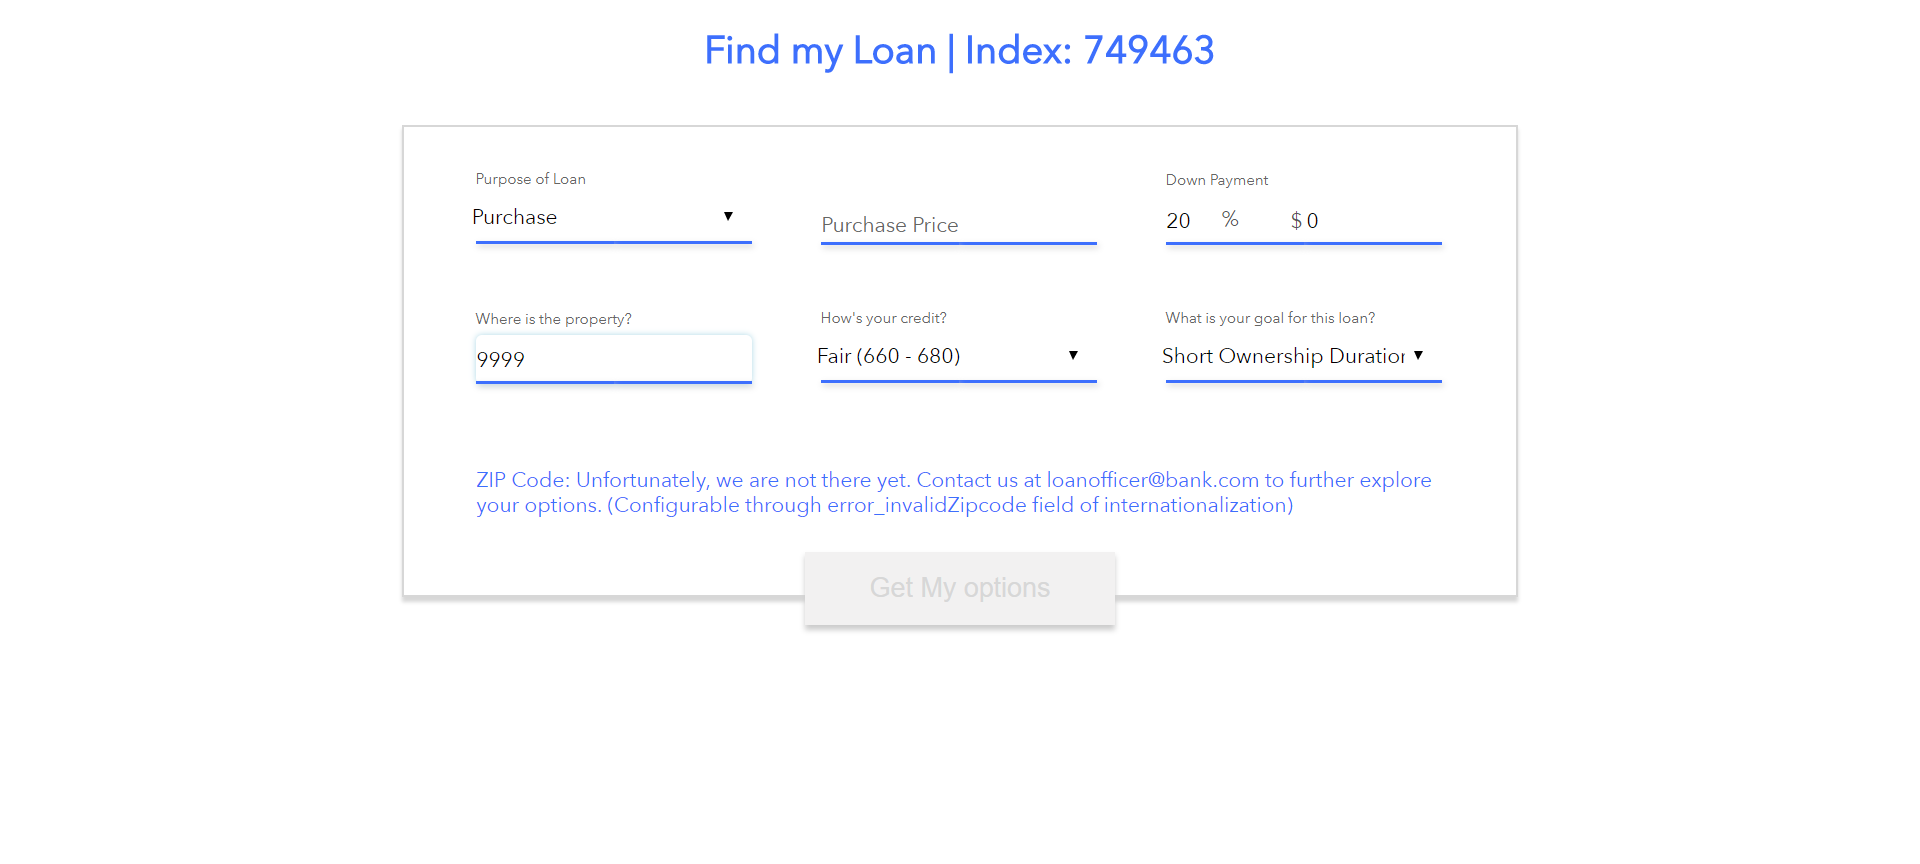 Find my Loan | Index: 749463
Purpose of Loan
Purchase ▼
Purchase Price
Down Payment
20 % $ 0
Where is the property?
9999
How's your credit?
Fair (660 - 680) ▼
What is your goal for this loan?
Short Ownership Duration ▼
ZIP Code: Unfortunately, we are not there yet. Contact us at loanofficer@bank.com to further explore
your options. (Configurable through error_invalidZipcode field of internationalization)
Get My options